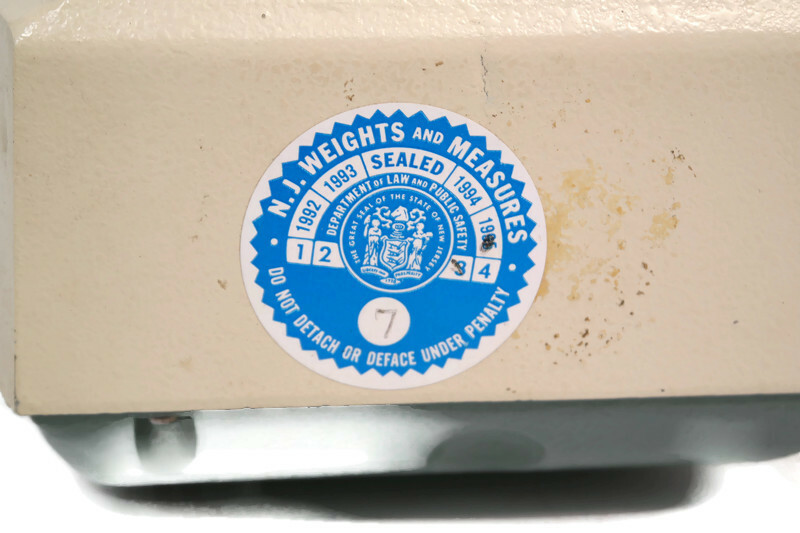 N. J. WEIGHTS AND MEASURES
1992 1993 SEALED 1994 1995
DEPARTMENT OF LAW AND PUBLIC SAFETY
THE GREAT SEAL OF THE STATE OF NEW JERSEY
1 2 3 4
7
DO NOT DETACH OR DEFACE UNDER PENALTY